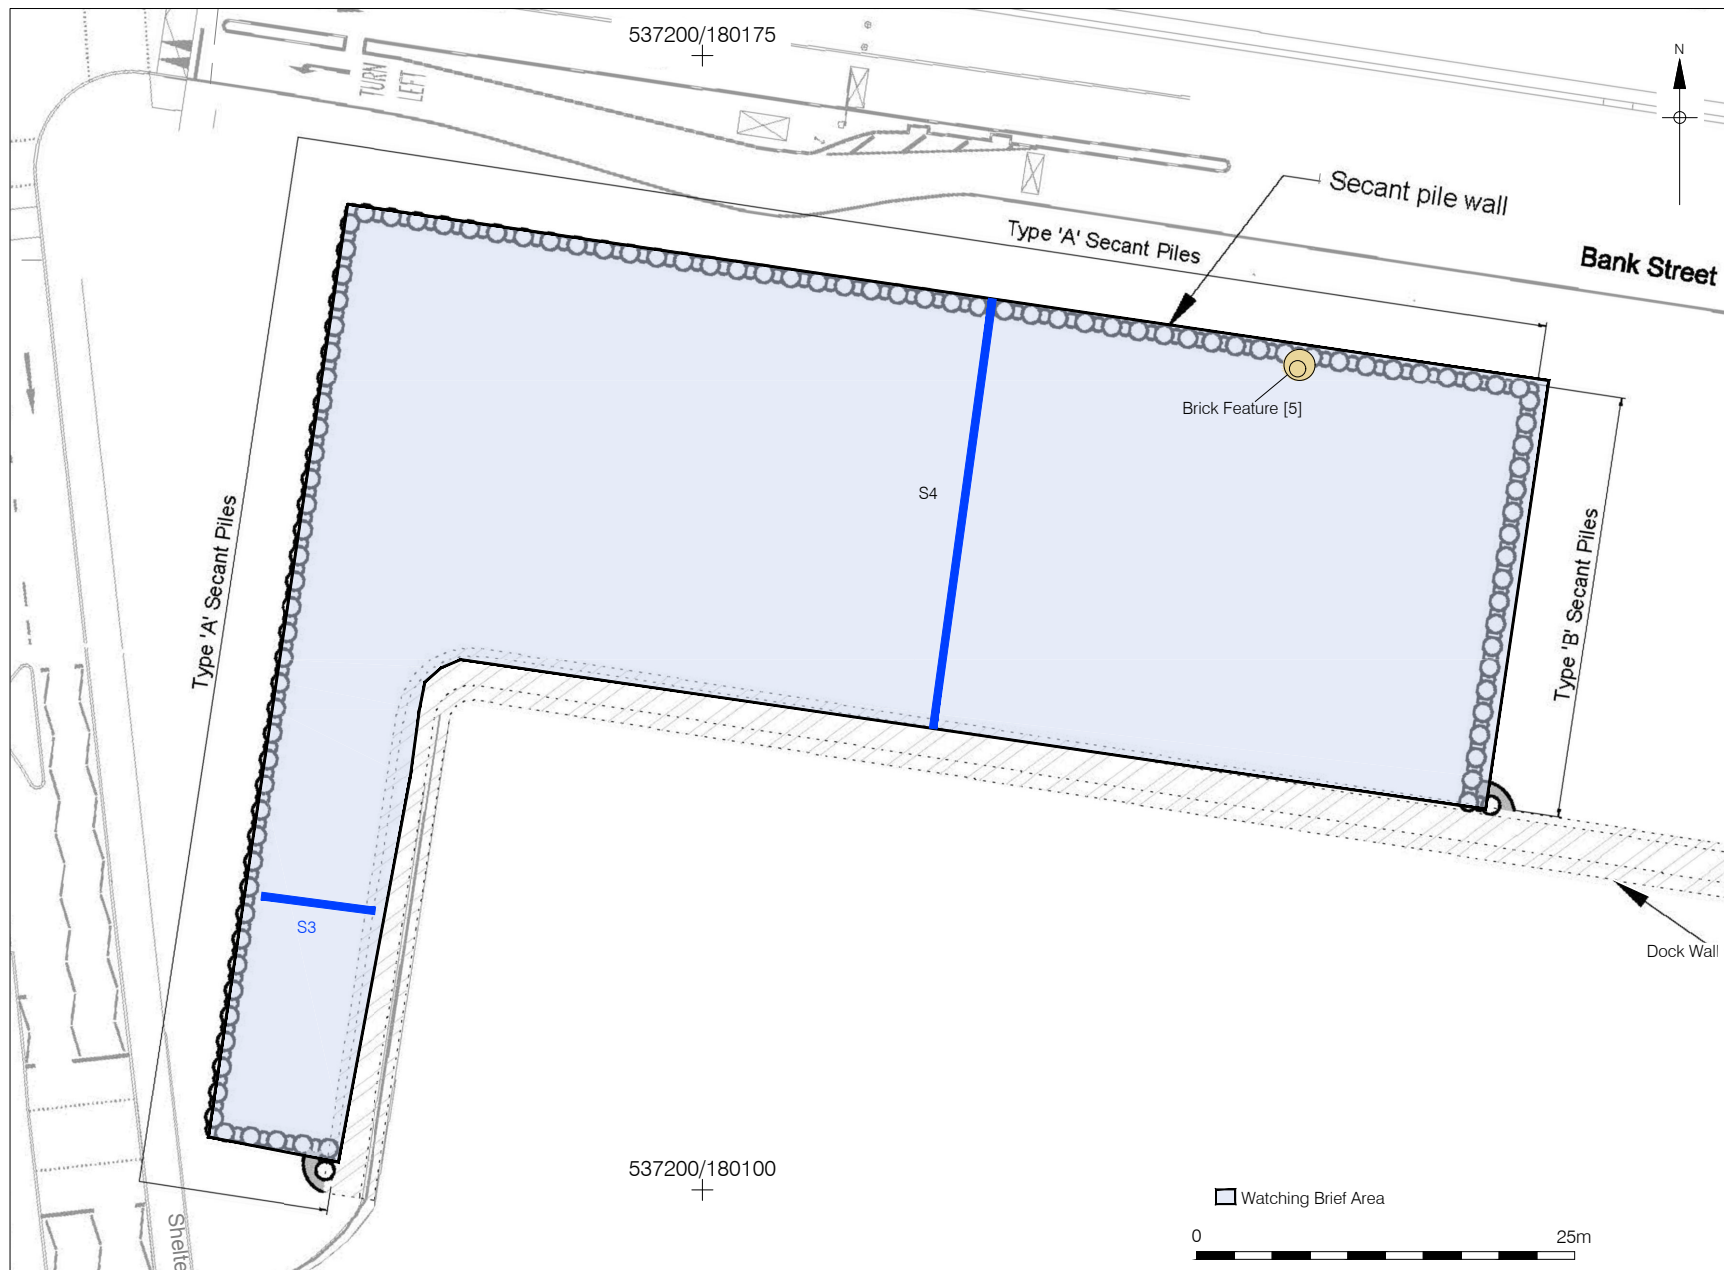 537200/180175
N
TURN
LEFT
Secant pile wall
Type 'A' Secant Piles
Bank Street
Brick Feature [5]
S4
Type 'A' Secant Piles
Type 'B' Secant Piles
S3
Dock Wall
537200/180100
Watching Brief Area
Shelte
0 25m